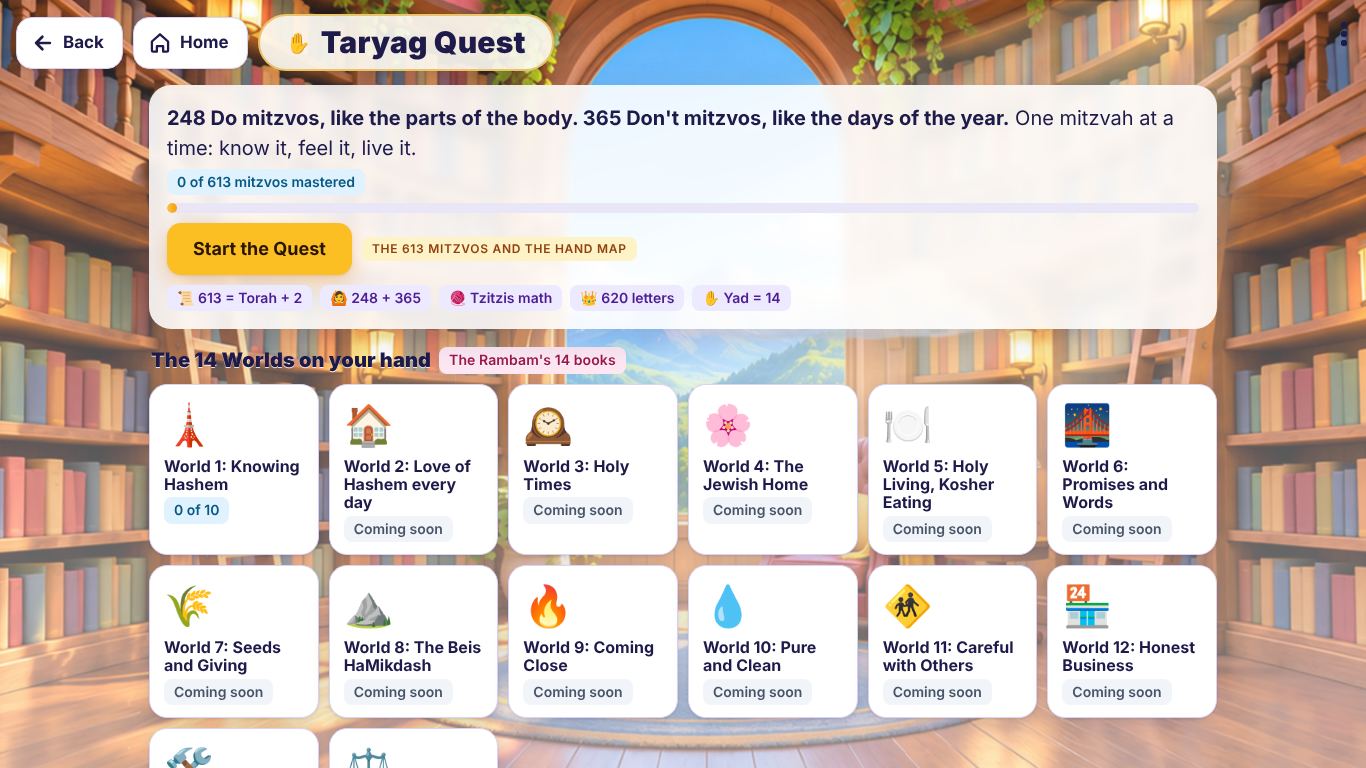 Back
Home
Taryag Quest
248 Do mitzvos, like the parts of the body. 365 Don't mitzvos, like the days of the year. One mitzvah at a
time: know it, feel it, live it.
0 of 613 mitzvos mastered
Start the Quest
THE 613 MITZVOS AND THE HAND MAP
613 = Torah + 2
248 + 365
Tzitzis math
620 letters
Yad = 14
The 14 Worlds on your hand
The Rambam's 14 books
World 1: Knowing
Hashem
0 of 10
World 2: Love of
Hashem every
day
Coming soon
World 3: Holy
Times
Coming soon
World 4: The
Jewish Home
Coming soon
World 5: Holy
Living, Kosher
Eating
Coming soon
World 6:
Promises and
Words
Coming soon
World 7: Seeds
and Giving
Coming soon
World 8: The Beis
HaMikdash
Coming soon
World 9: Coming
Close
Coming soon
World 10: Pure
and Clean
Coming soon
World 11: Careful
with Others
Coming soon
24
World 12: Honest
Business
Coming soon